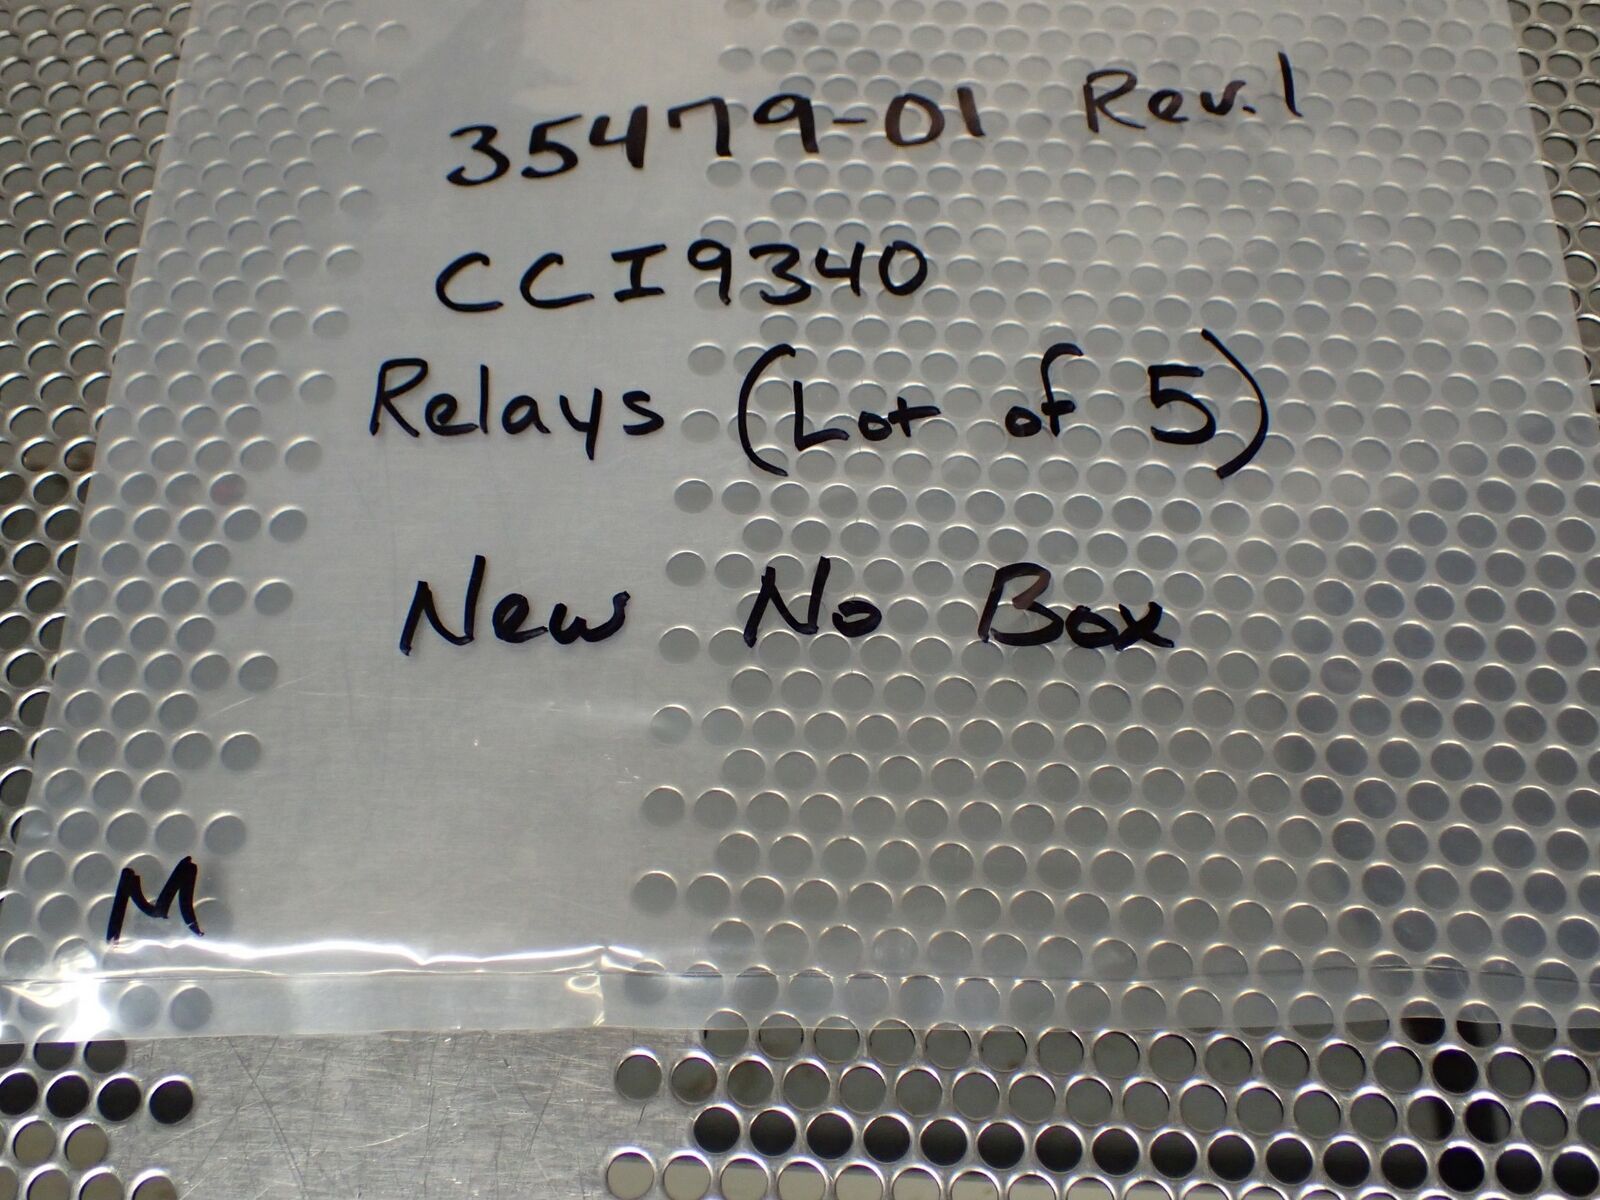 35479-01 Rev. 1
CCI9340
Relays (Lot of 5)
New No Box
M